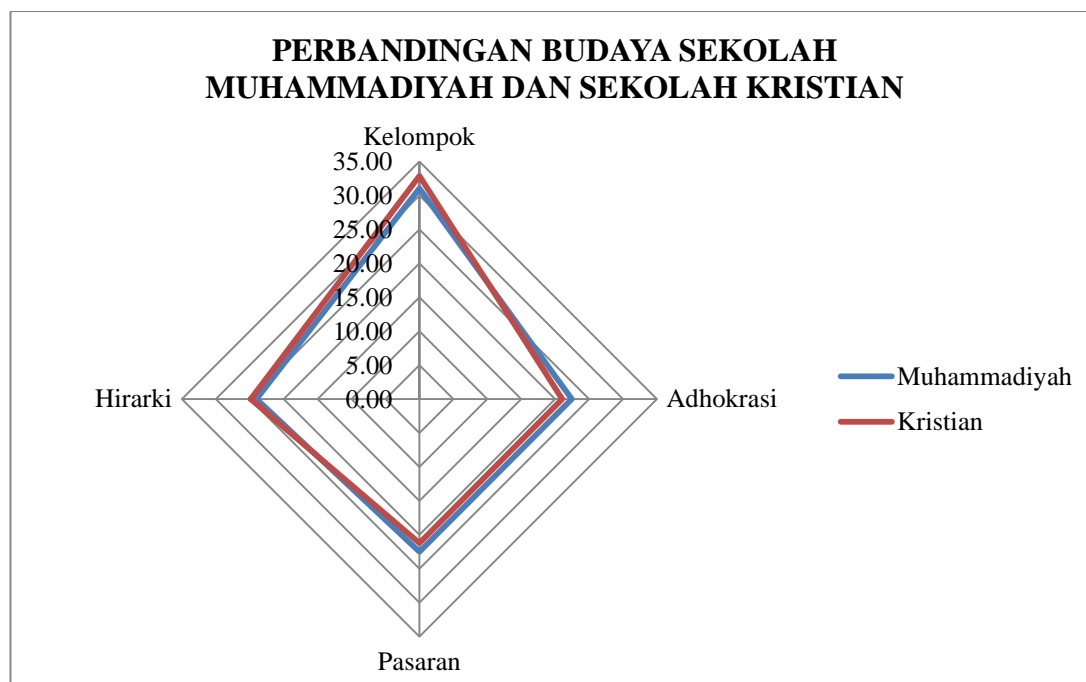 PERBANDINGAN BUDAYA SEKOLAH
MUHAMMADIYAH DAN SEKOLAH KRISTIAN
Kelompok
35.00
30.00
25.00
20.00
15.00
10.00
5.00
0.00
Hirarki
Adhokrasi
Pasaran
Muhammadiyah
Kristian